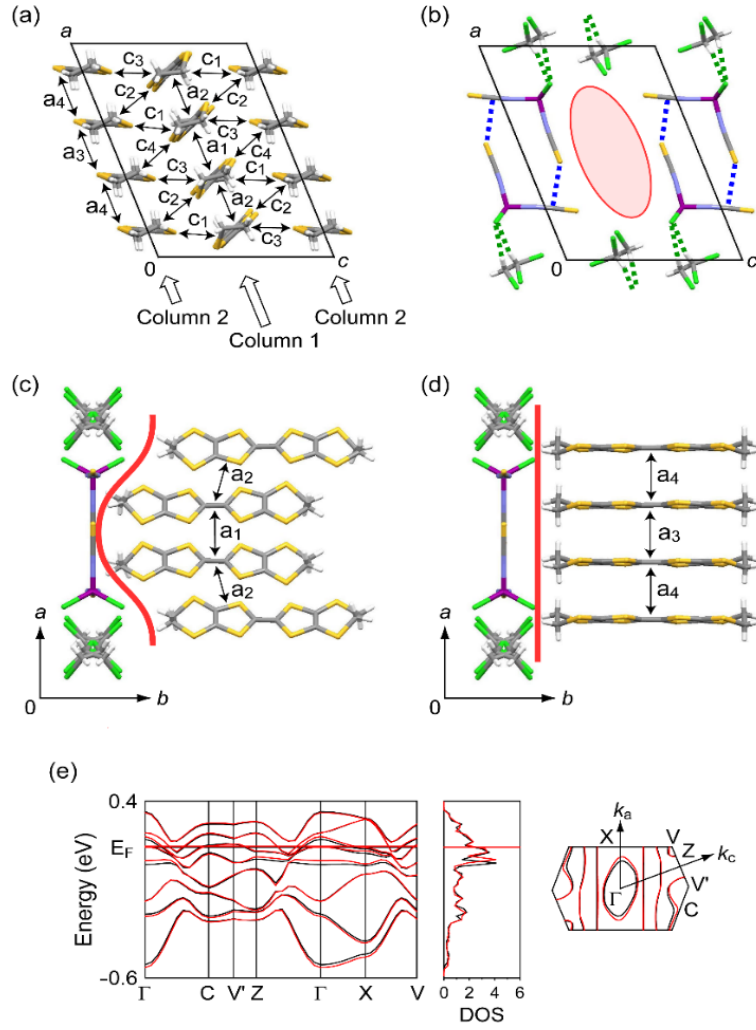 (a)
a
c3 c1
a4 c2 a2 c2
c1 c3
a3 c4 a1 c4
c3 c1
a4 c2 a2 c2
c1 c3
0 c
Column 2 Column 2
Column 1
(b)
a
0 c
(c)
a2
a1
a2
a
0 b
(d)
a4
a3
a4
a
0 b
(e)
0.4
EF
Energy (eV)
−0.6
Γ C V' Z Γ X V
0 2 4 6
DOS
ka
X V
Z kc
V'
Γ C